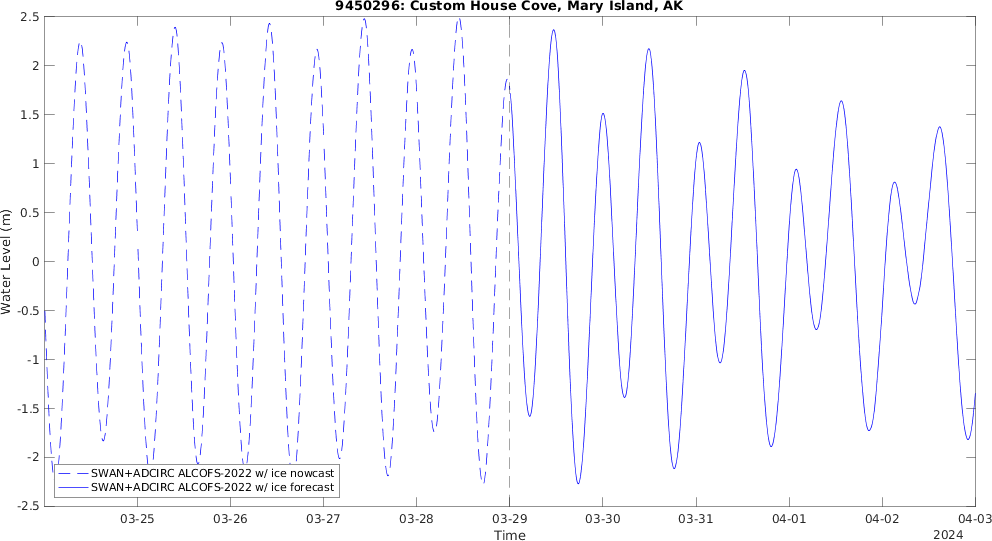 9450296: Custom House Cove, Mary Island, AK
2.5
2
1.5
1
0.5
0
-0.5
-1
-1.5
-2
-2.5
Water Level (m)
SWAN+ADCIRC ALCOFS-2022 w/ ice nowcast
SWAN+ADCIRC ALCOFS-2022 w/ ice forecast
03-25 03-26 03-27 03-28 03-29 03-30 03-31 04-01 04-02 04-03
Time
2024